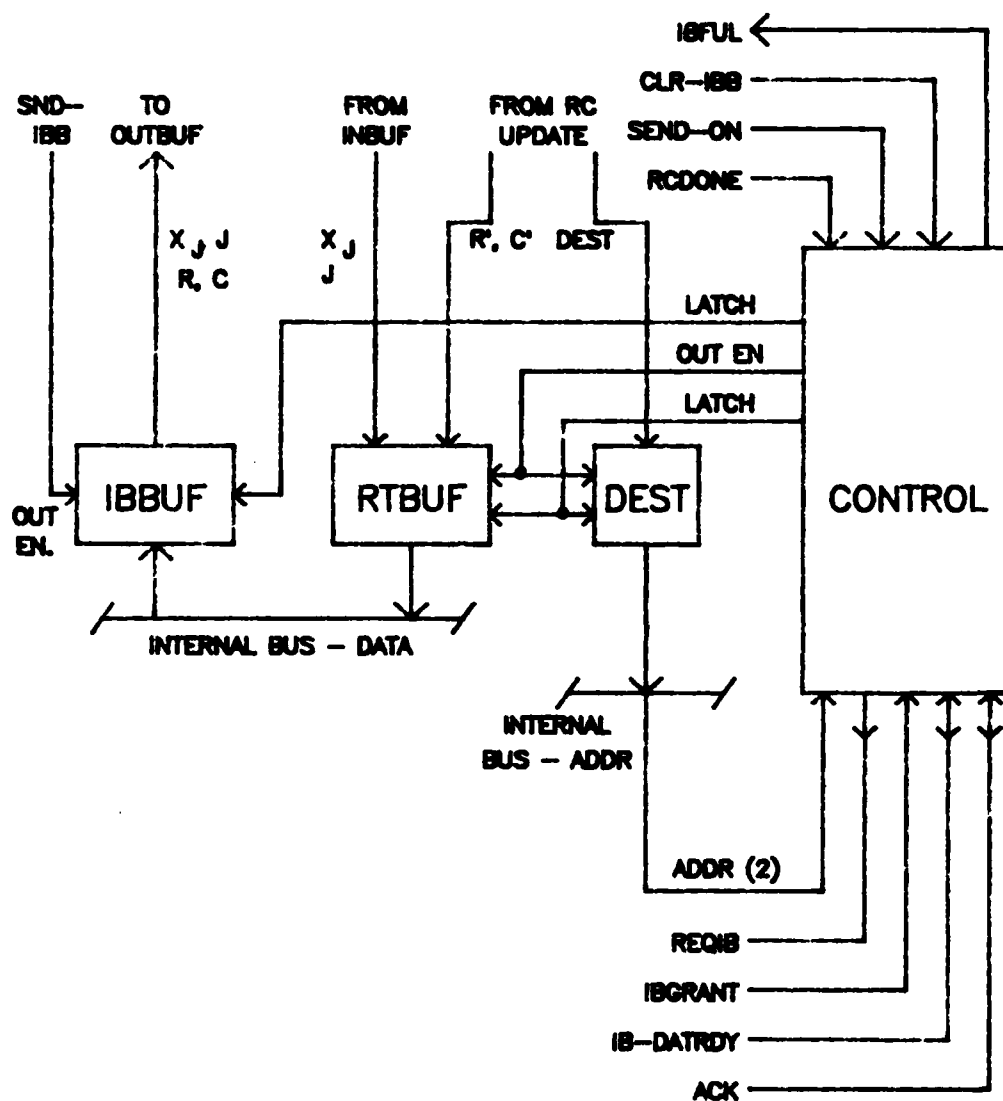 IBFUL
CLR-IBB
SEND-ON
RCDONE
SND-
IBB
TO
OUTBUF
FROM
INBUF
FROM RC
UPDATE
X J, J
R, C
X J
J
R', C' DEST
LATCH
OUT EN
LATCH
IBBUF
RTBUF
DEST
CONTROL
OUT
EN.
INTERNAL BUS - DATA
INTERNAL
BUS - ADDR
ADDR (2)
REQIB
IBGRANT
IB-DATRDY
ACK